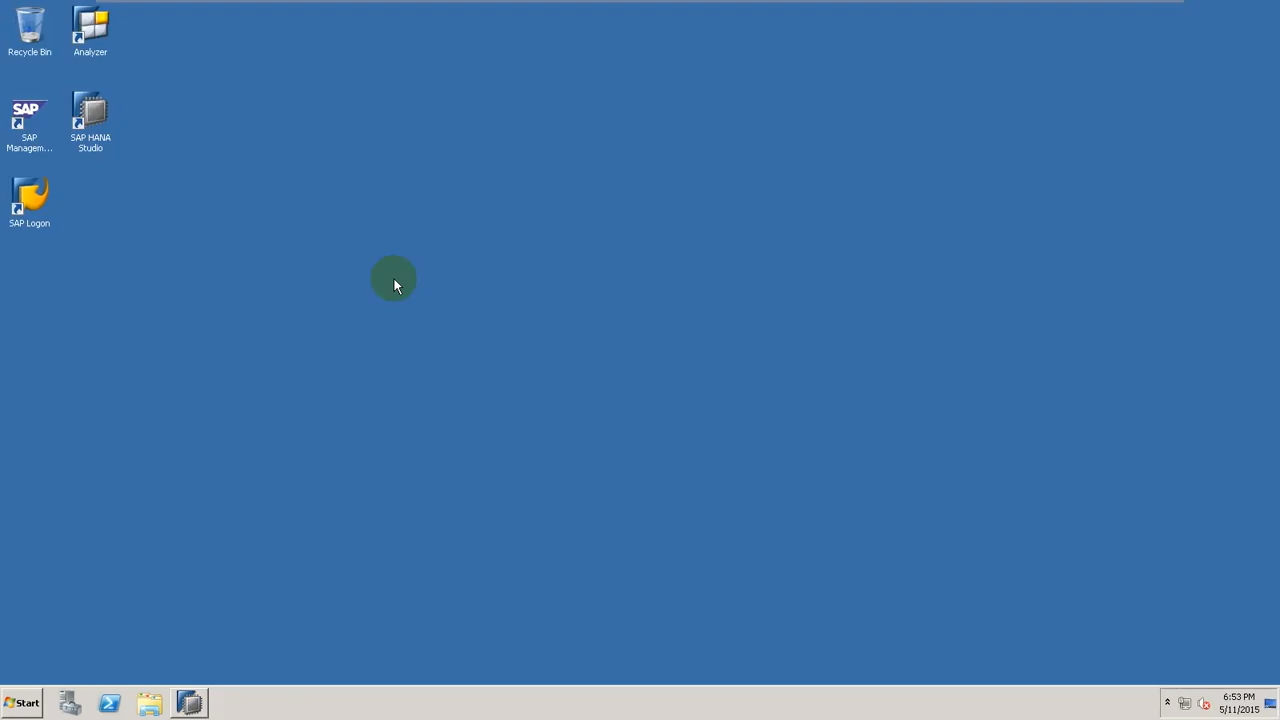 Recycle Bin
Analyzer
SAP
SAP
Managem...
SAP HANA
Studio
SAP Logon
Start
6:53 PM
5/11/2015